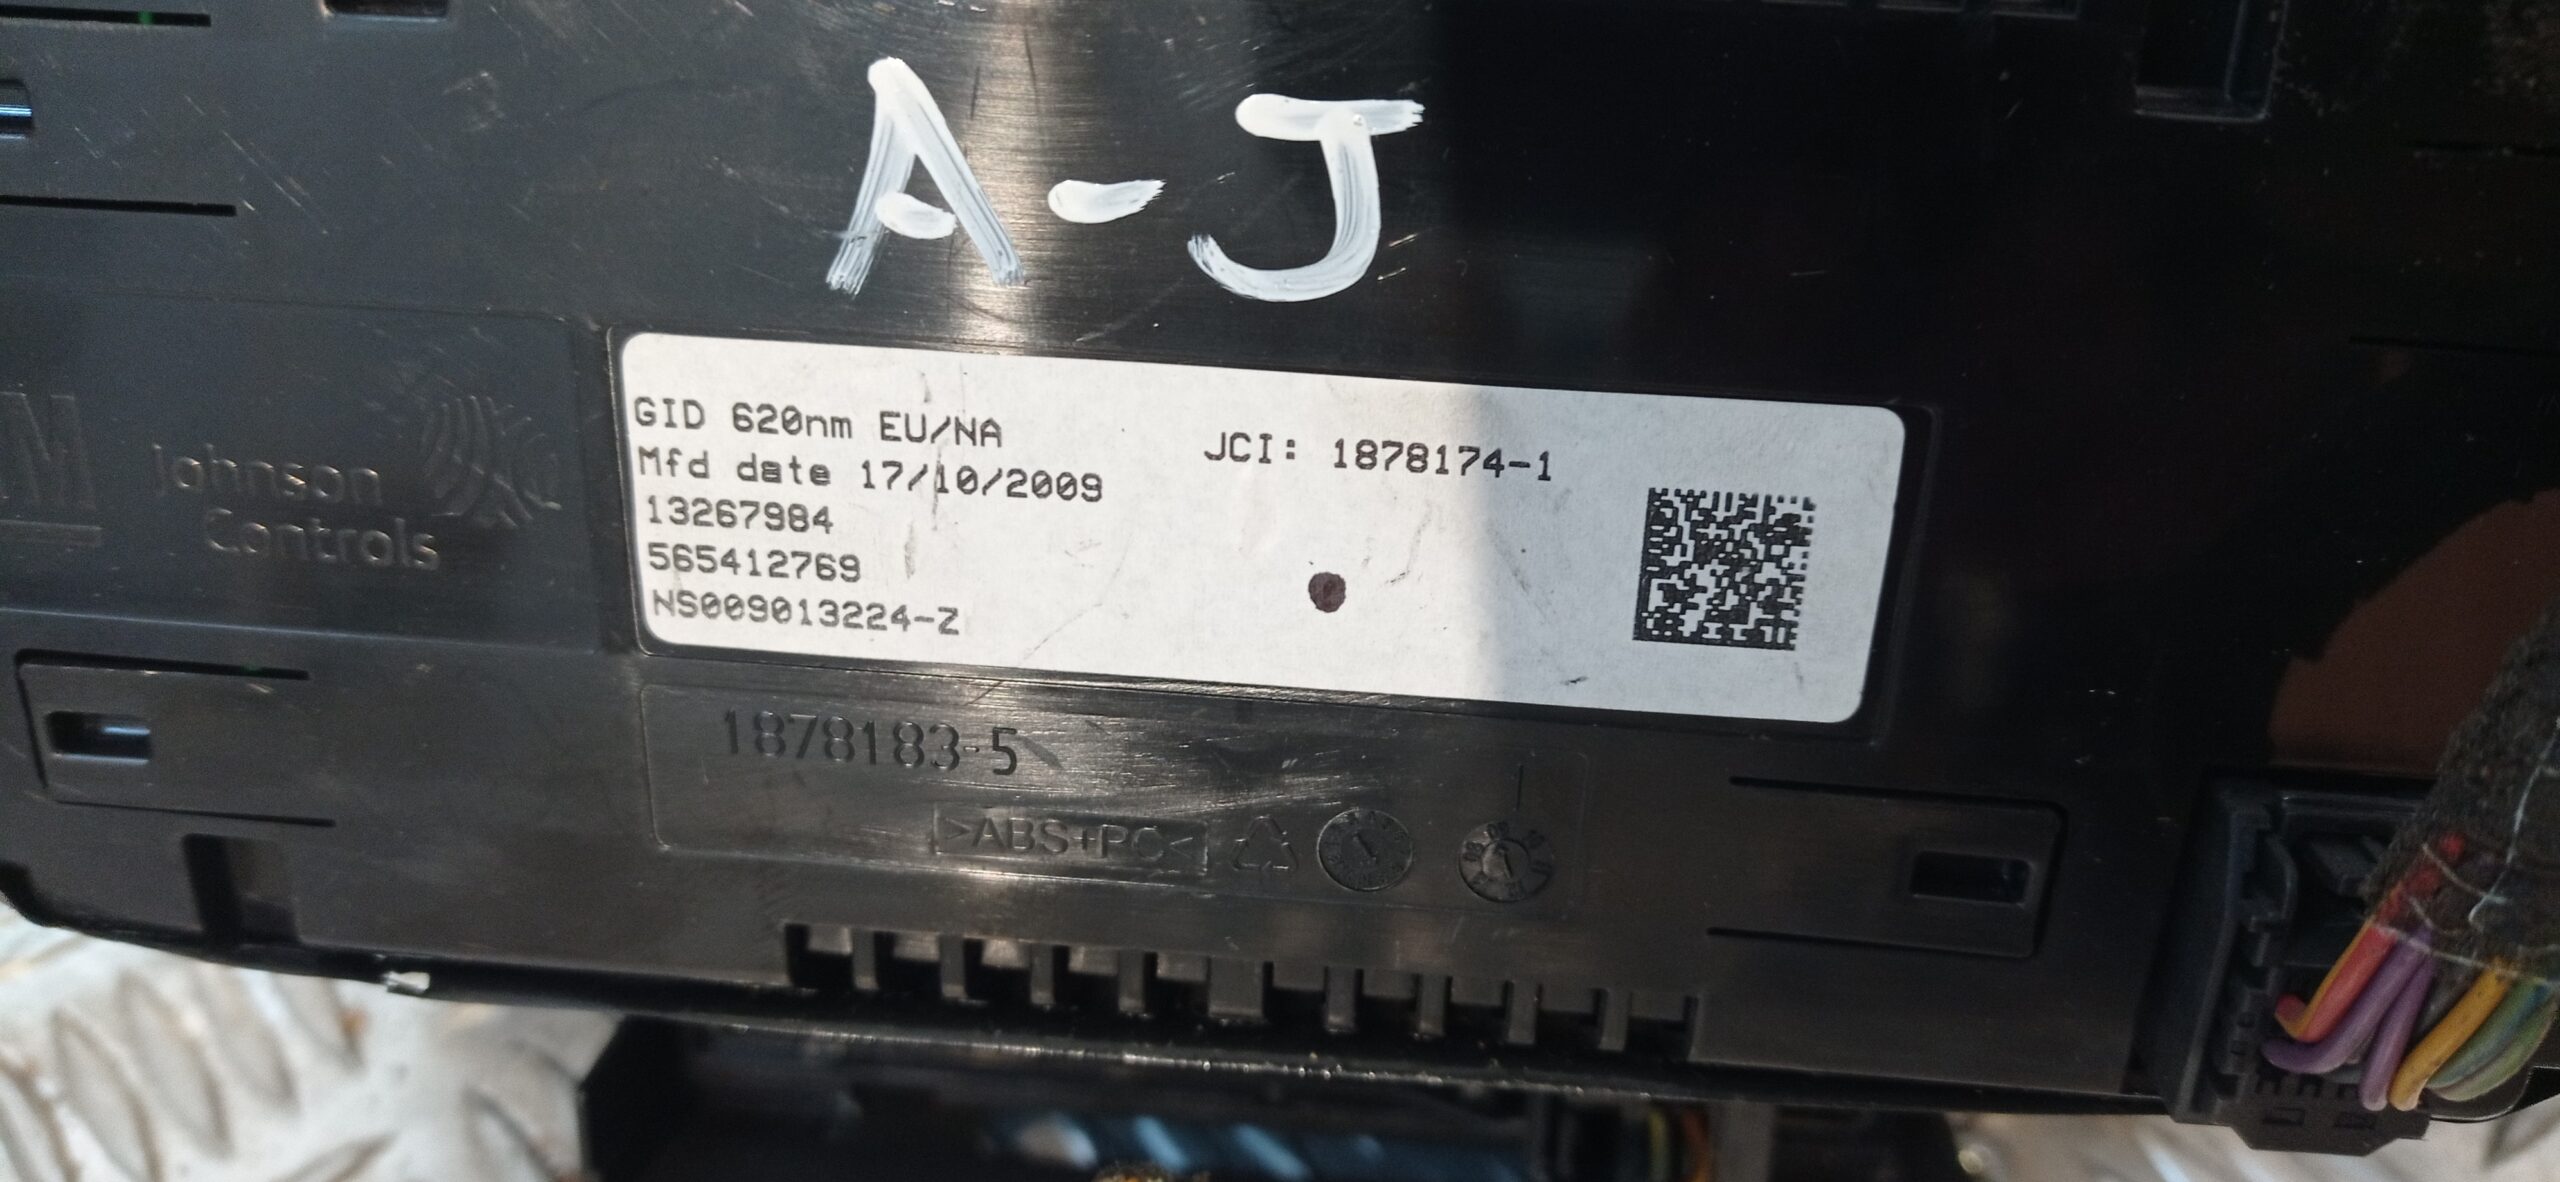 A-J
GID 620nm EU/NA
Mfd date 17/10/2009
13267984
565412769
NS009013224-Z
JCI: 1878174-1
Johnson
Controls
1878183-5
>ABS+PC<